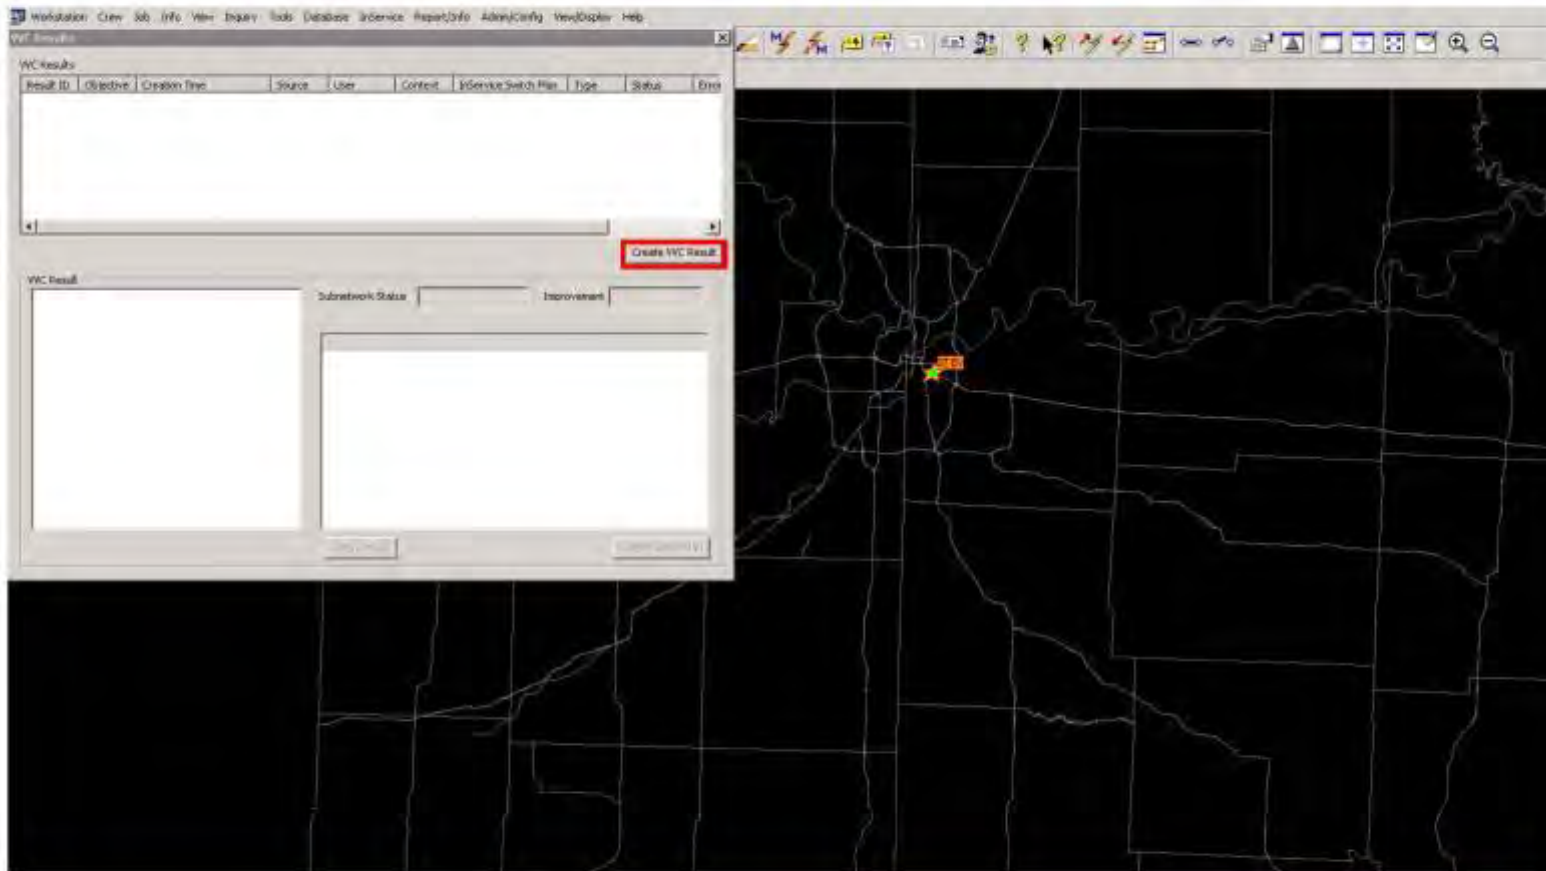 Workstation Crew Job Info View Inquiry Tools Database InService Report/Info Admin/Config View/Display Help
VVC Results
VVC Results
Result ID Objective Creation Time Source User Context InService Switch Plan Type Status Error
Create VVC Result
VVC Result
Subnetwork Status Improvement